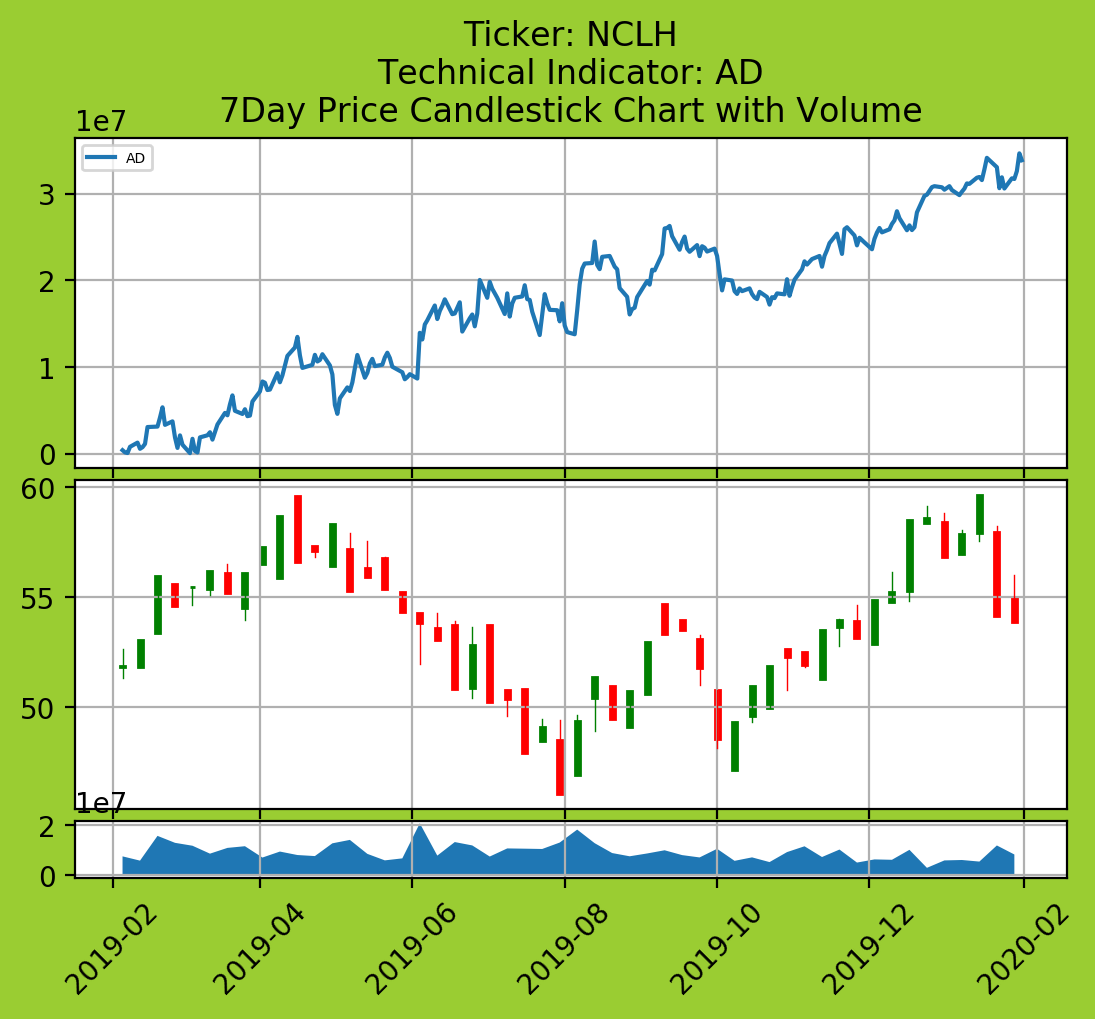 Ticker: NCLH
Technical Indicator: AD
7Day Price Candlestick Chart with Volume
1e7
AD
3
2
1
0
60
55
50
1e7
2
0
2019-02 2019-04 2019-06 2019-08 2019-10 2019-12 2020-02